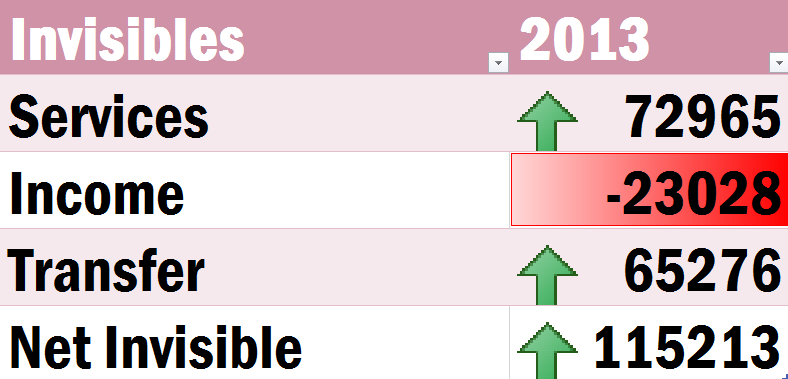 Invisibles 2013
Services 72965
Income -23028
Transfer 65276
Net Invisible 115213